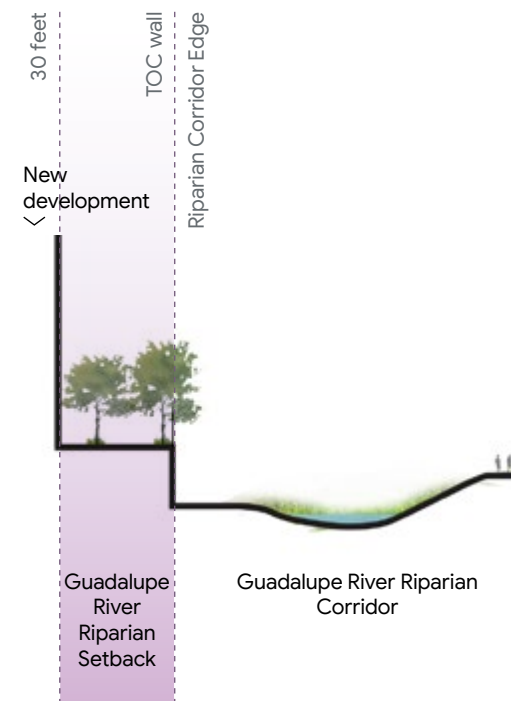 30 feet
TOC wall
Riparian Corridor Edge
New
development
Guadalupe
River
Riparian
Setback
Guadalupe River Riparian
Corridor